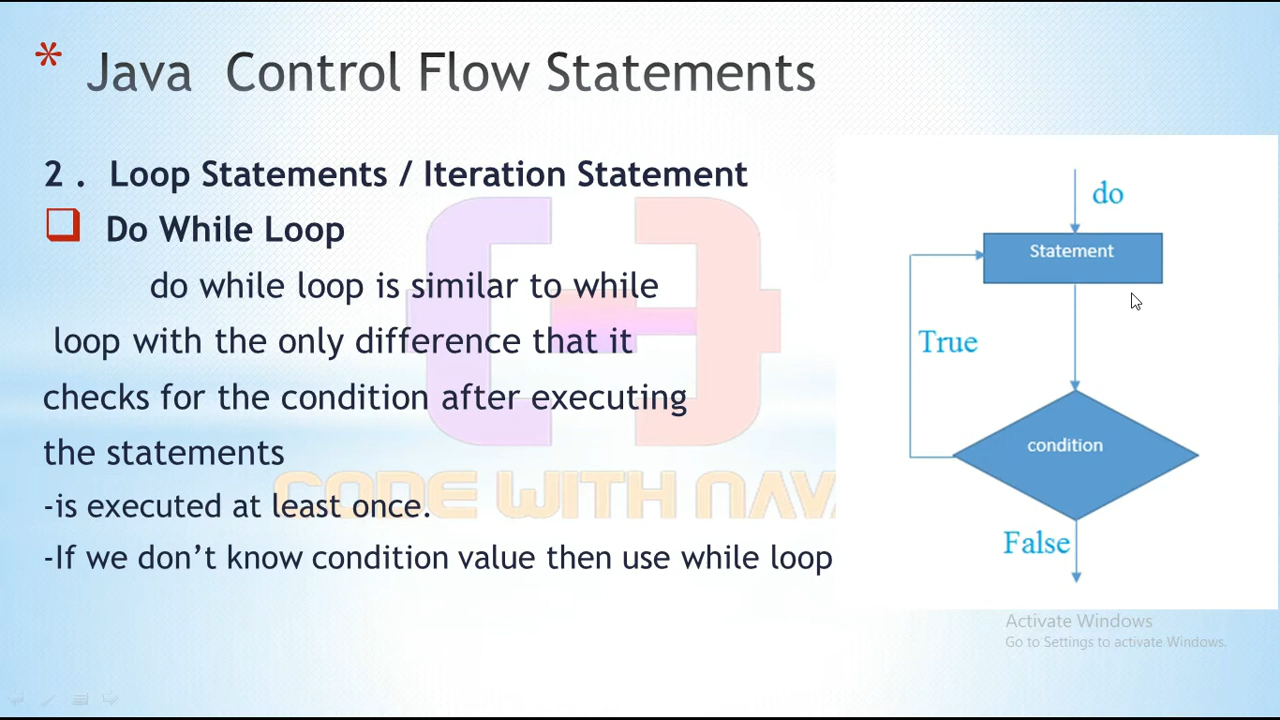 * Java Control Flow Statements
2 . Loop Statements / Iteration Statement
Do While Loop
do while loop is similar to while
loop with the only difference that it
checks for the condition after executing
the statements
-is executed at least once.
-If we don’t know condition value then use while loop
CODE WITH NAV
do
Statement
True
condition
False
Activate Windows
Go to Settings to activate Windows.